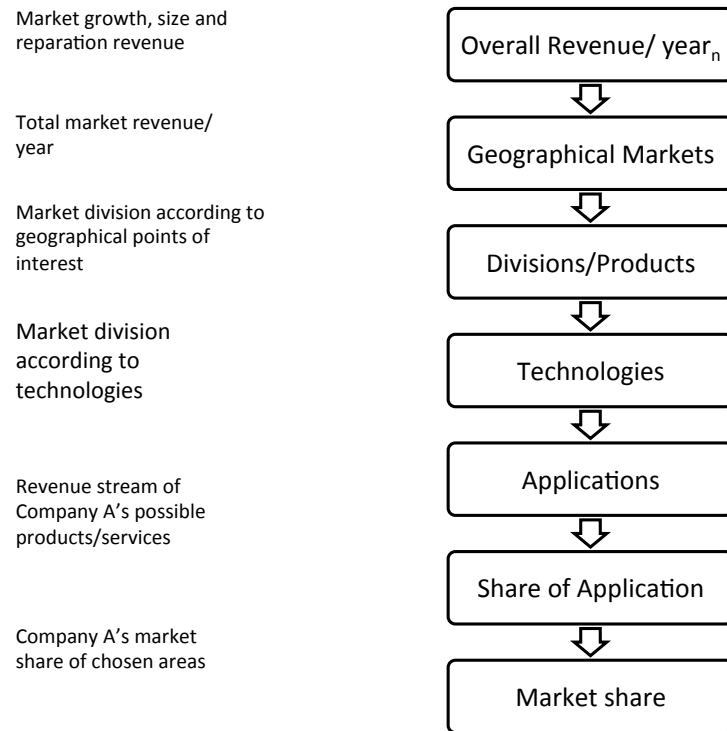 Market growth, size and
reparation revenue
Overall Revenue/ yearₙ
Total market revenue/
year
Geographical Markets
Market division according to
geographical points of
interest
Divisions/Products
Market division
according to
technologies
Technologies
Applications
Revenue stream of
Company A’s possible
products/services
Share of Application
Company A’s market
share of chosen areas
Market share